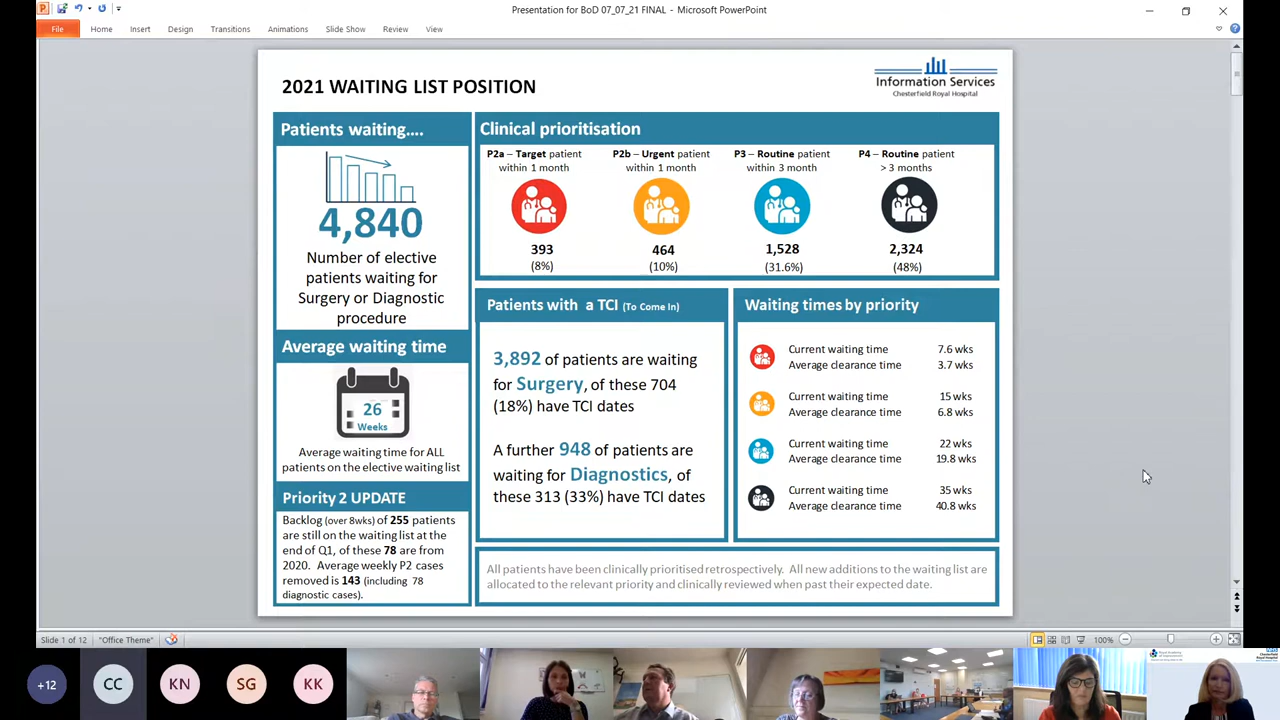 Presentation for BoD 07_07_21 FINAL - Microsoft PowerPoint
File Home Insert Design Transitions Animations Slide Show Review View
2021 WAITING LIST POSITION
Information Services
Chesterfield Royal Hospital
Patients waiting....
4,840
Number of elective
patients waiting for
Surgery or Diagnostic
procedure
Average waiting time
26
Weeks
Average waiting time for ALL
patients on the elective waiting list
Priority 2 UPDATE
Backlog (over 8wks) of 255 patients
are still on the waiting list at the
end of Q1, of these 78 are from
2020. Average weekly P2 cases
removed is 143 (including 78
diagnostic cases).
Clinical prioritisation
P2a – Target patient
within 1 month
393
(8%)
P2b – Urgent patient
within 1 month
464
(10%)
P3 – Routine patient
within 3 month
1,528
(31.6%)
P4 – Routine patient
> 3 months
2,324
(48%)
Patients with a TCI (To Come In)
3,892 of patients are waiting
for Surgery, of these 704
(18%) have TCI dates
A further 948 of patients are
waiting for Diagnostics, of
these 313 (33%) have TCI dates
Waiting times by priority
Current waiting time 7.6 wks
Average clearance time 3.7 wks
Current waiting time 15 wks
Average clearance time 6.8 wks
Current waiting time 22 wks
Average clearance time 19.8 wks
Current waiting time 35 wks
Average clearance time 40.8 wks
All patients have been clinically prioritised retrospectively. All new additions to the waiting list are
allocated to the relevant priority and clinically reviewed when past their expected date.
Slide 1 of 12 "Office Theme" 100%
+12 CC KN SG KK